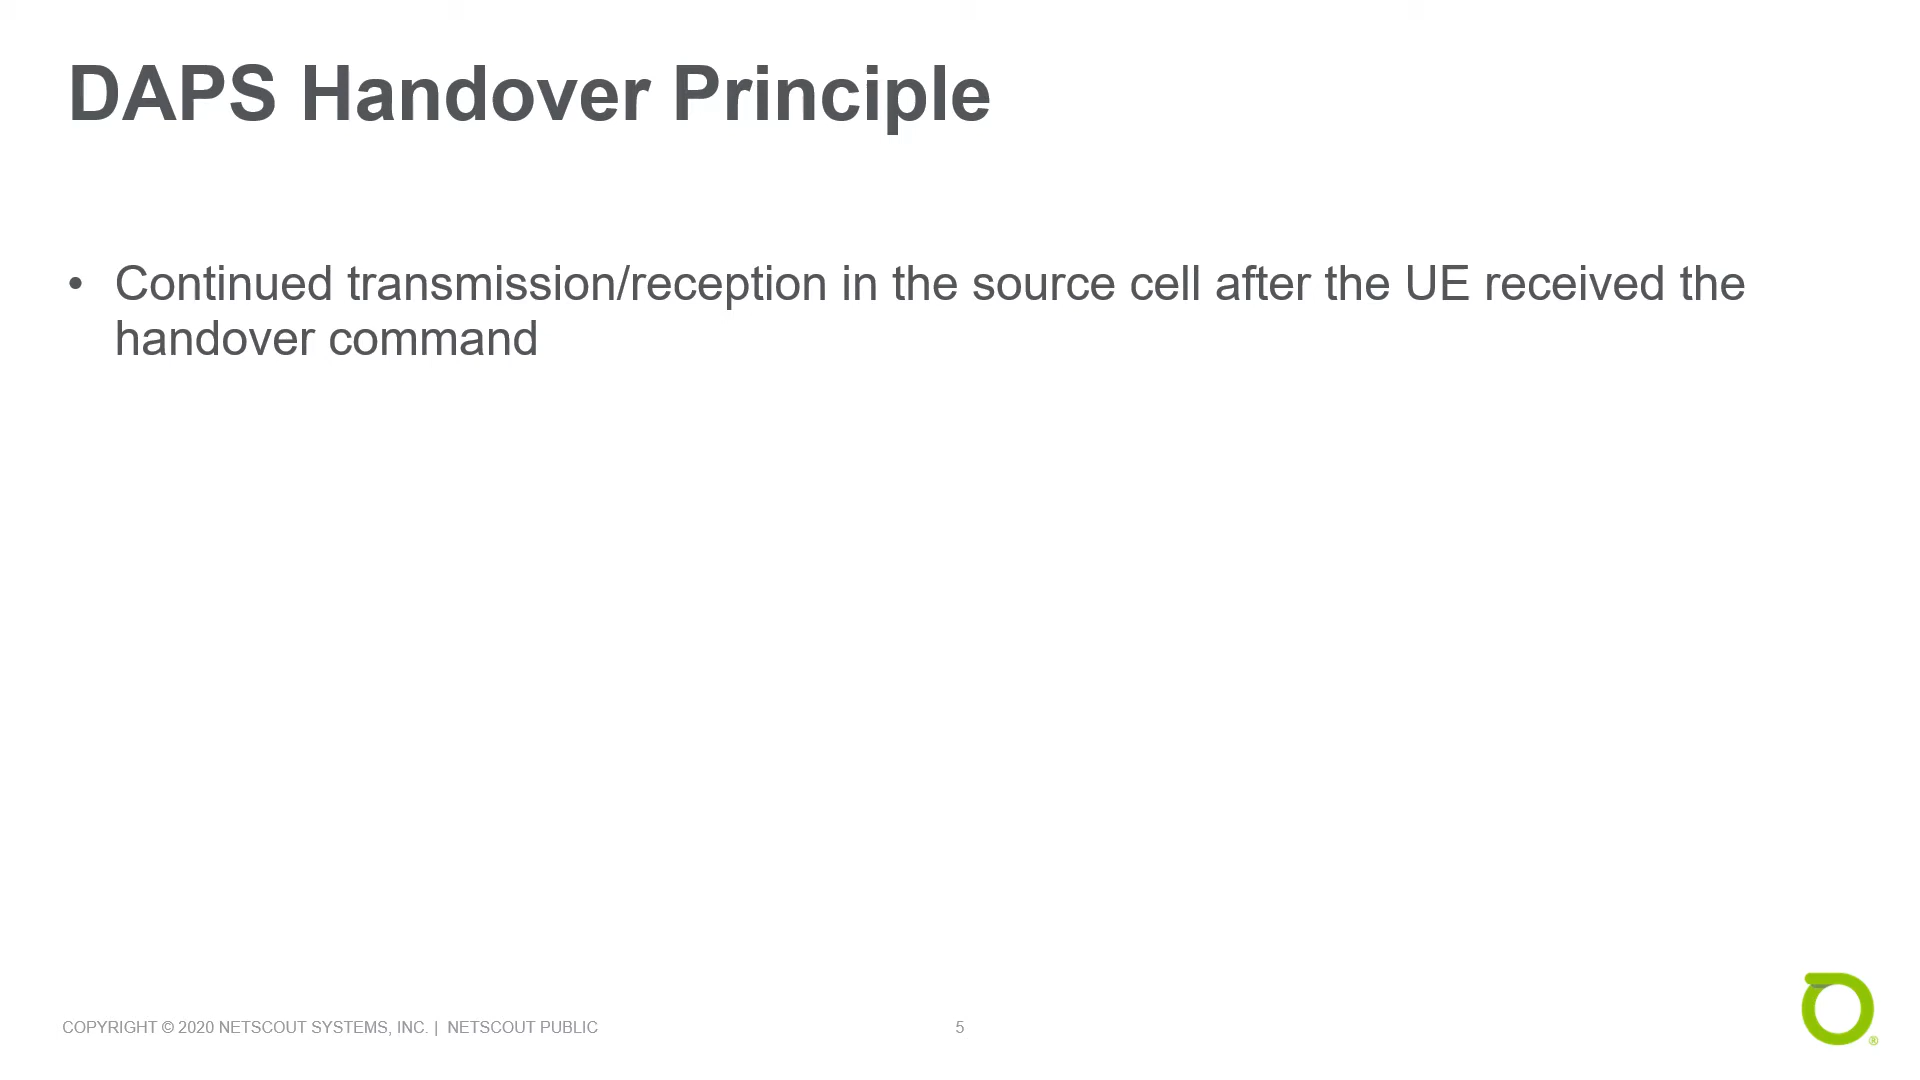 DAPS Handover Principle
• Continued transmission/reception in the source cell after the UE received the
handover command
COPYRIGHT © 2020 NETSCOUT SYSTEMS, INC. | NETSCOUT PUBLIC
5
®